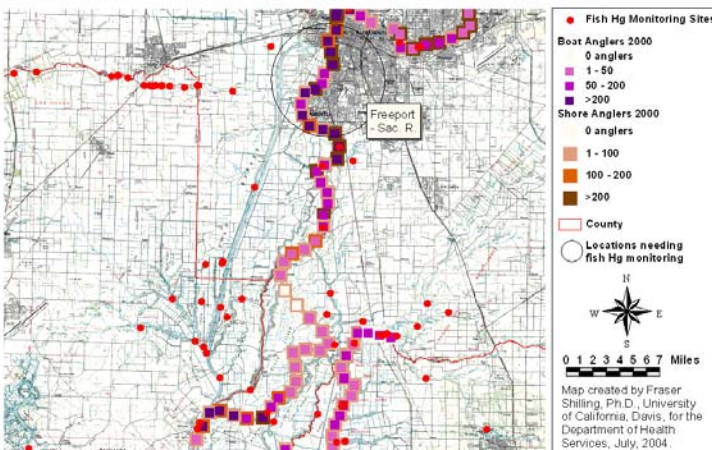 Freeport
- Sac. R.
Fish Hg Monitoring Sites
Boat Anglers 2000
0 anglers
1 - 50
50 - 200
>200
Shore Anglers 2000
0 anglers
1 - 100
100 - 200
>200
County
Locations needing
fish Hg monitoring
N
W E
S
0 1 2 3 4 5 6 7 Miles
Map created by Fraser
Shilling, Ph.D., University
of California, Davis, for the
Department of Health
Services, July, 2004.